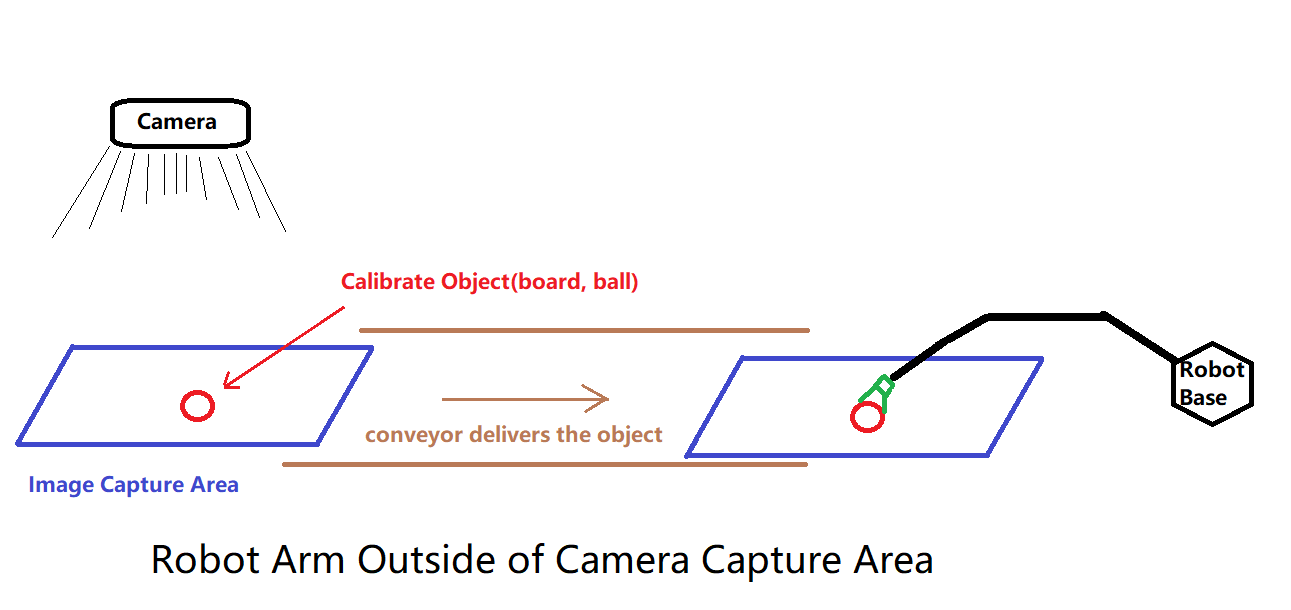 Camera
Calibrate Object(board, ball)
Robot
Base
conveyor delivers the object
Image Capture Area
Robot Arm Outside of Camera Capture Area